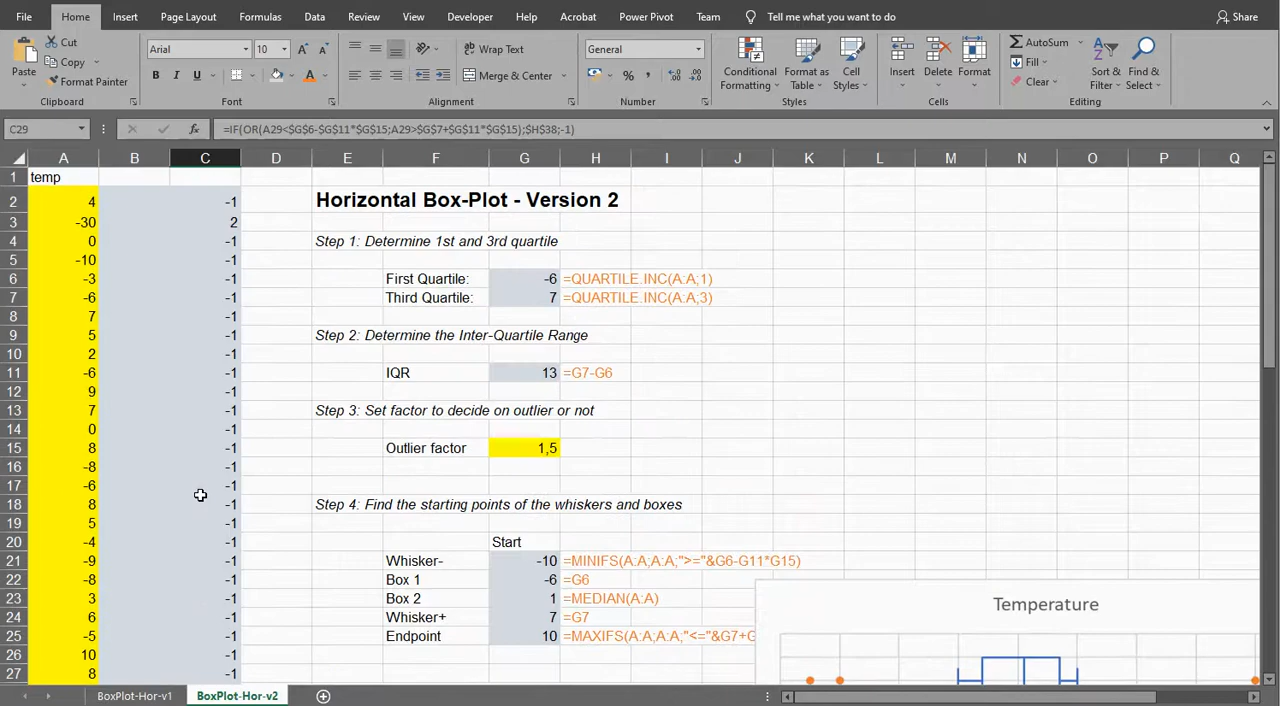 File Home Insert Page Layout Formulas Data Review View Developer Help Acrobat Power Pivot Team Tell me what you want to do Share
Paste Cut Copy Format Painter Clipboard
Arial 10 B I U A Font
Wrap Text Merge & Center Alignment
General % , Number
Conditional Formatting Format as Table Cell Styles Styles
Insert Delete Format Cells
AutoSum Fill Clear Sort & Filter Find & Select Editing
C29 fx =IF(OR(A29<$G$6-$G$11*$G$15;A29>$G$7+$G$11*$G$15);$H$38;-1)
A B C D E F G H I J K L M N O P Q
1 temp
2 4 -1 Horizontal Box-Plot - Version 2
3 -30 2
4 0 -1 Step 1: Determine 1st and 3rd quartile
5 -10 -1
6 -3 -1 First Quartile: -6 =QUARTILE.INC(A:A;1)
7 -6 -1 Third Quartile: 7 =QUARTILE.INC(A:A;3)
8 7 -1
9 5 -1 Step 2: Determine the Inter-Quartile Range
10 2 -1
11 -6 -1 IQR 13 =G7-G6
12 9 -1
13 7 -1 Step 3: Set factor to decide on outlier or not
14 0 -1
15 8 -1 Outlier factor 1,5
16 -8 -1
17 -6 -1
18 8 -1 Step 4: Find the starting points of the whiskers and boxes
19 5 -1
20 -4 -1 Start
21 -9 -1 Whisker- -10 =MINIFS(A:A;A:A;">="&G6-G11*G15)
22 -8 -1 Box 1 -6 =G6
23 3 -1 Box 2 1 =MEDIAN(A:A)
24 6 -1 Whisker+ 7 =G7
25 -5 -1 Endpoint 10 =MAXIFS(A:A;A:A;"<="&G7+G
26 10 -1
27 8 -1
Temperature
BoxPlot-Hor-v1 BoxPlot-Hor-v2